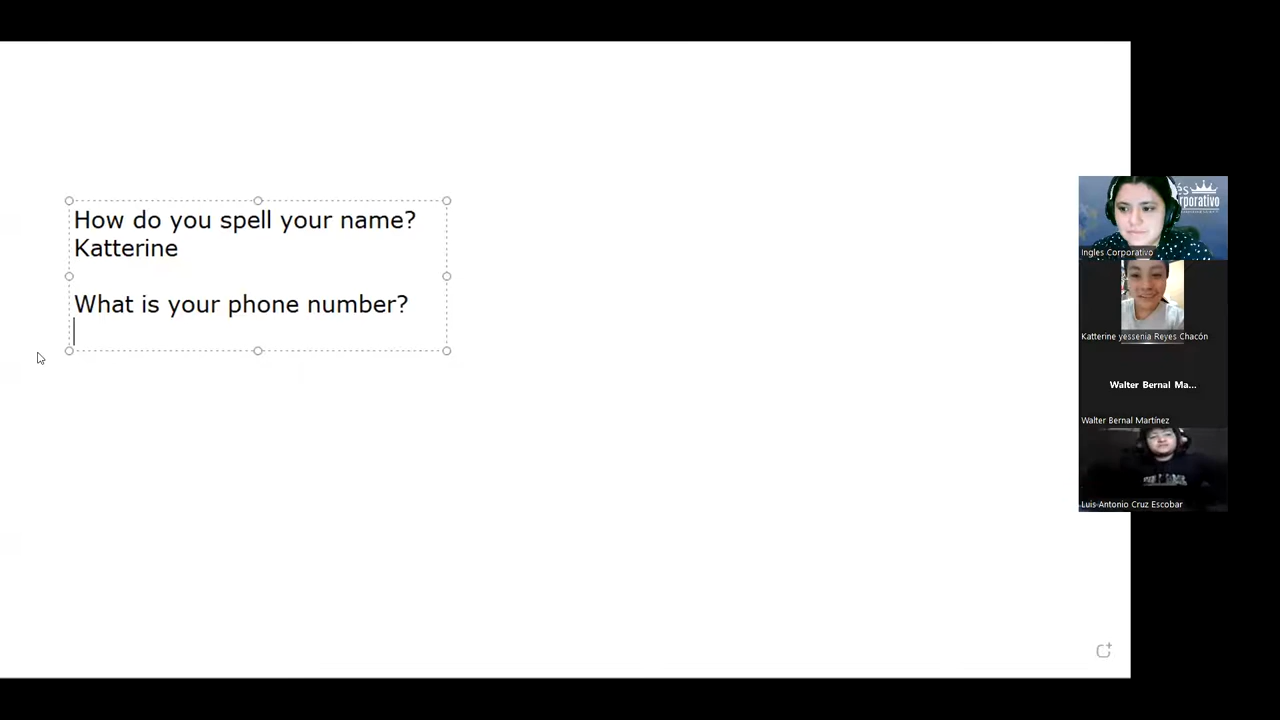 How do you spell your name?
Katterine
What is your phone number?
rporativo
Ingles Corporativo
Katterine yessenia Reyes Chacón
Walter Bernal Ma...
Walter Bernal Martínez
Luis Antonio Cruz Escobar